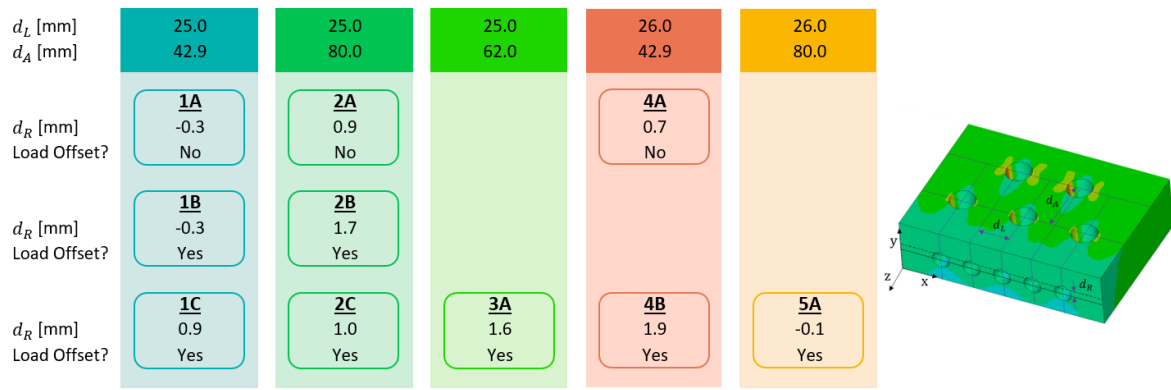 d_L [mm] 25.0 25.0 25.0 26.0 26.0
d_A [mm] 42.9 80.0 62.0 42.9 80.0
1A 2A 4A
d_R [mm] -0.3 0.9 0.7
Load Offset? No No No
1B 2B
d_R [mm] -0.3 1.7
Load Offset? Yes Yes
1C 2C 3A 4B 5A
d_R [mm] 0.9 1.0 1.6 1.9 -0.1
Load Offset? Yes Yes Yes Yes Yes
d_A
d_L
y
z
x
d_R